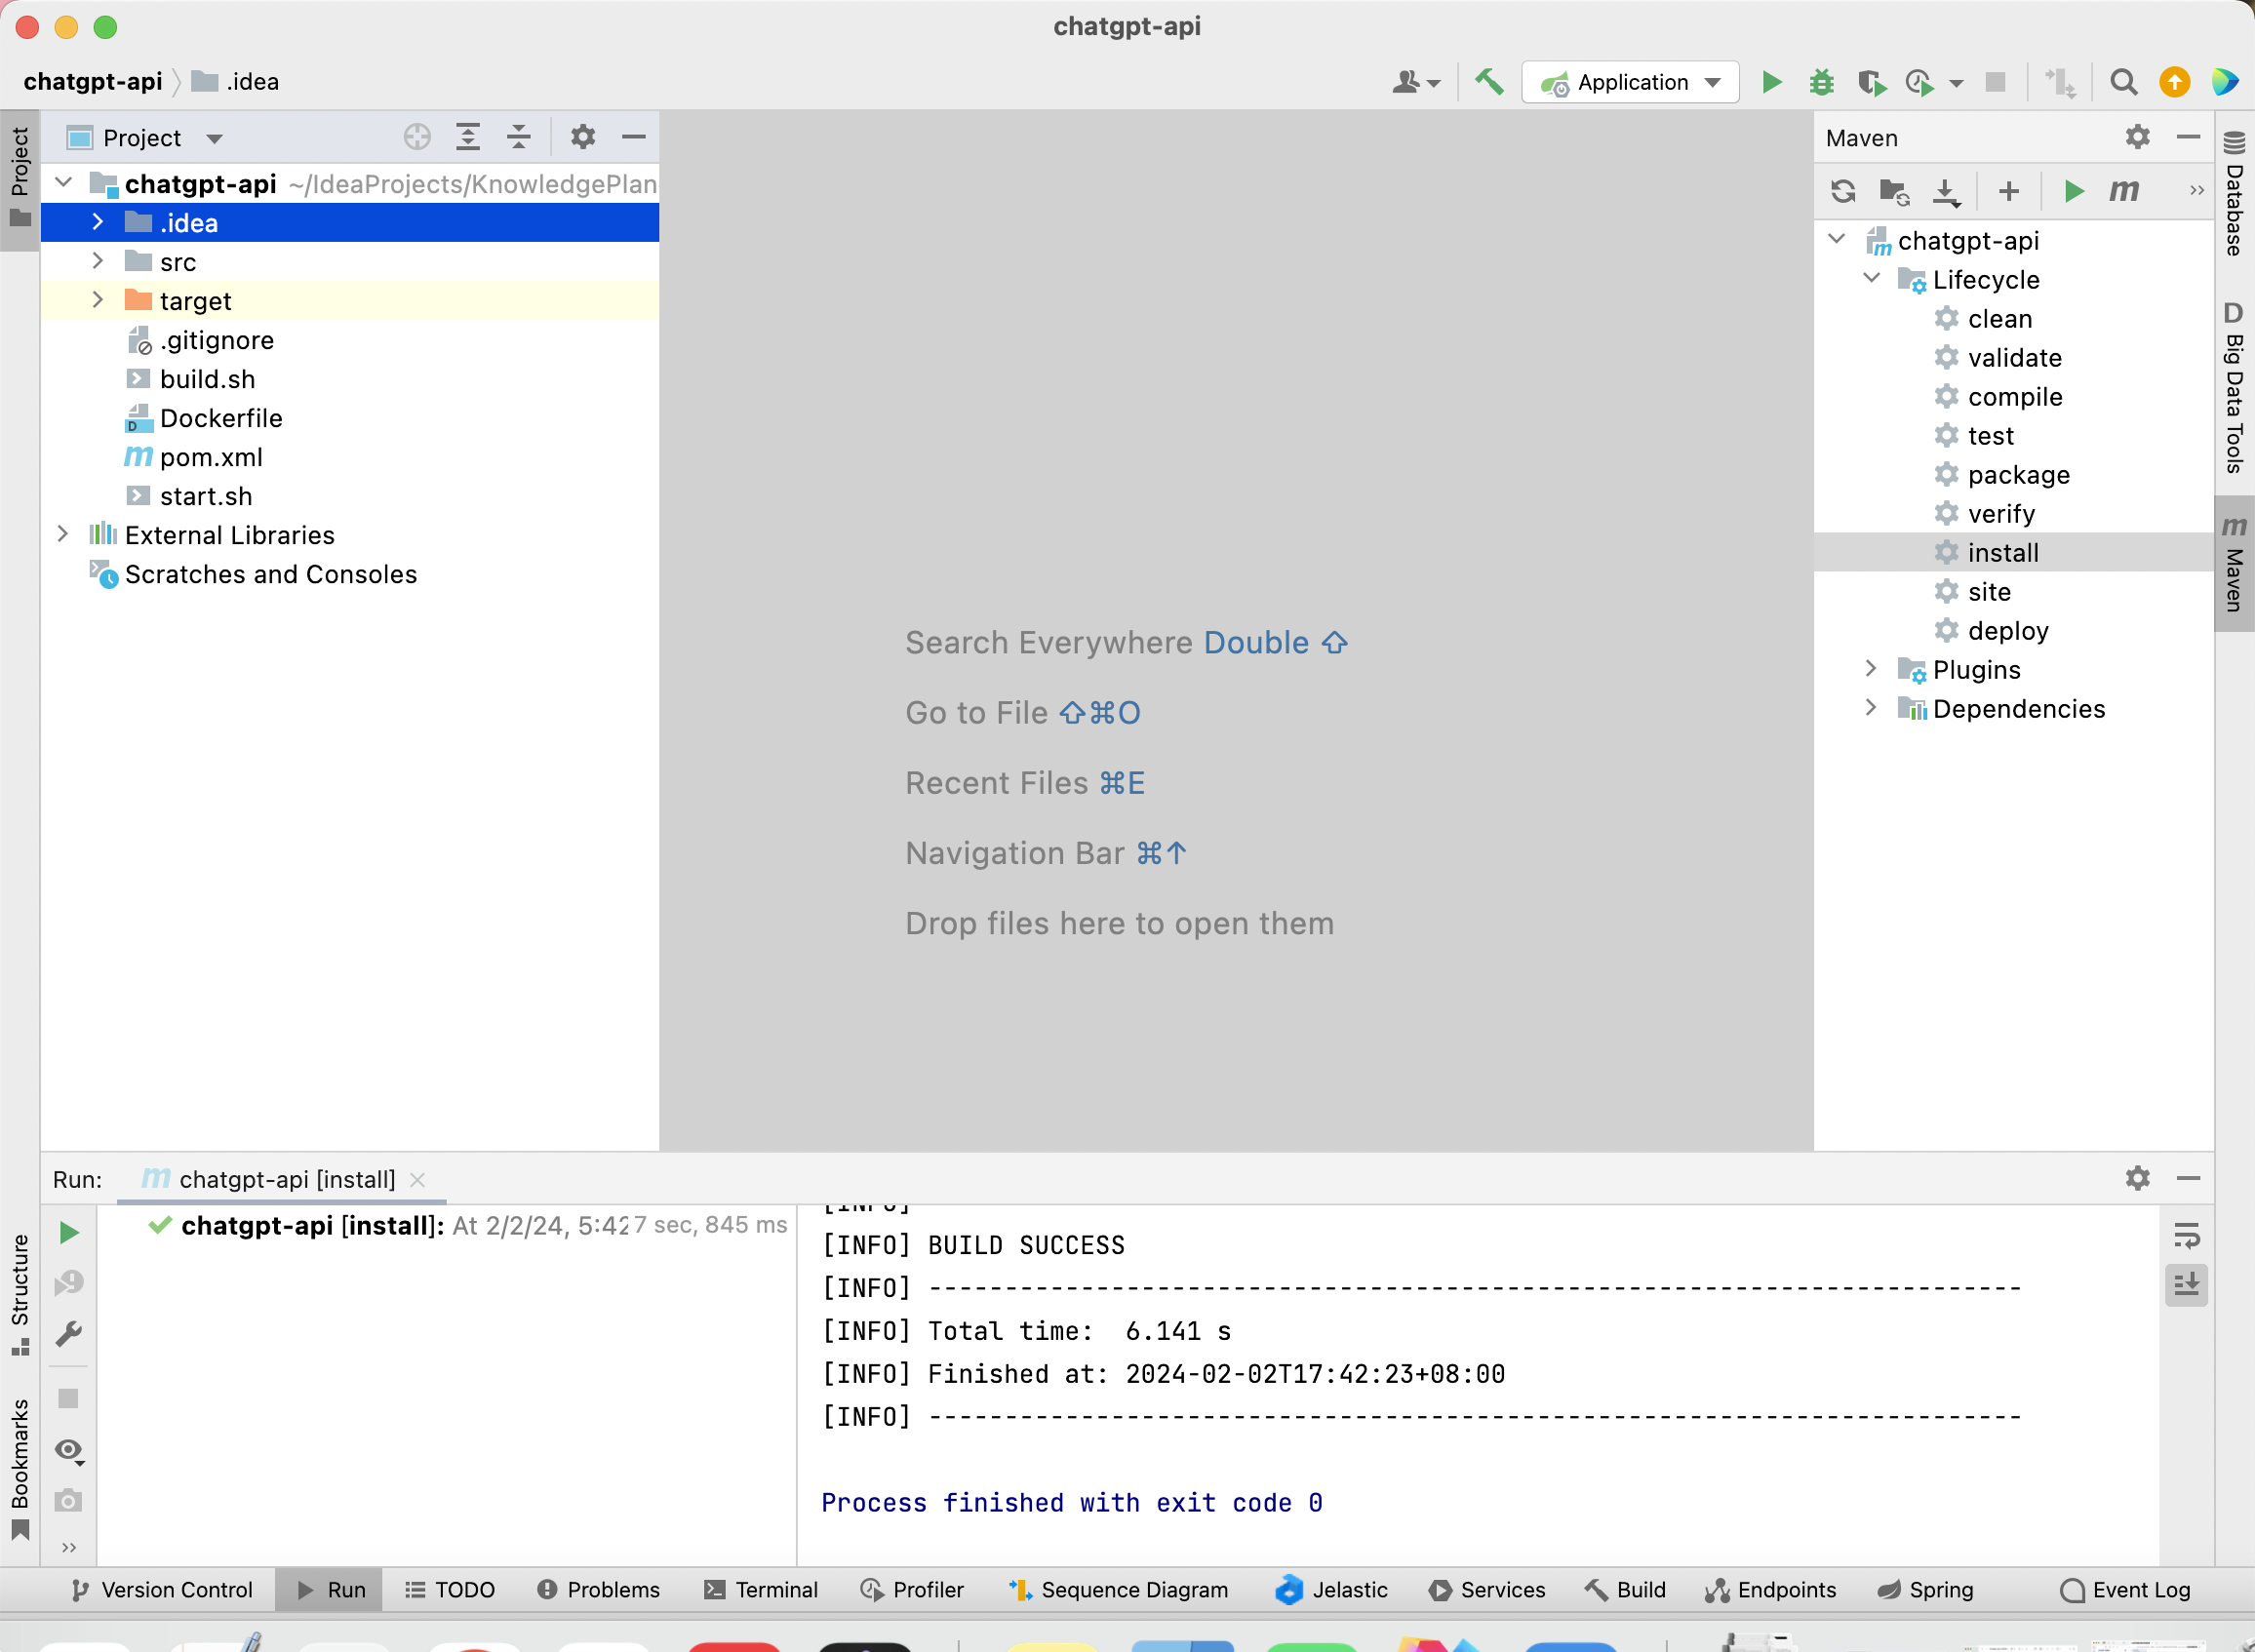 chatgpt-api
chatgpt-api
.idea
Application
Project
Project
chatgpt-api ~/IdeaProjects/KnowledgePlan
.idea
src
target
.gitignore
build.sh
Dockerfile
pom.xml
start.sh
External Libraries
Scratches and Consoles
Search Everywhere Double ⇧
Go to File ⇧⌘O
Recent Files ⌘E
Navigation Bar ⌘↑
Drop files here to open them
Maven
chatgpt-api
Lifecycle
clean
validate
compile
test
package
verify
install
site
deploy
Plugins
Dependencies
Database
Big Data Tools
Maven
Run: chatgpt-api [install]
chatgpt-api [install]: At 2/2/24, 5:42 7 sec, 845 ms
[INFO]
[INFO] BUILD SUCCESS
[INFO] ------------------------------------------------------------------------
[INFO] Total time:  6.141 s
[INFO] Finished at: 2024-02-02T17:42:23+08:00
[INFO] ------------------------------------------------------------------------
Process finished with exit code 0
Structure
Bookmarks
Version Control
Run
TODO
Problems
Terminal
Profiler
Sequence Diagram
Jelastic
Services
Build
Endpoints
Spring
Event Log